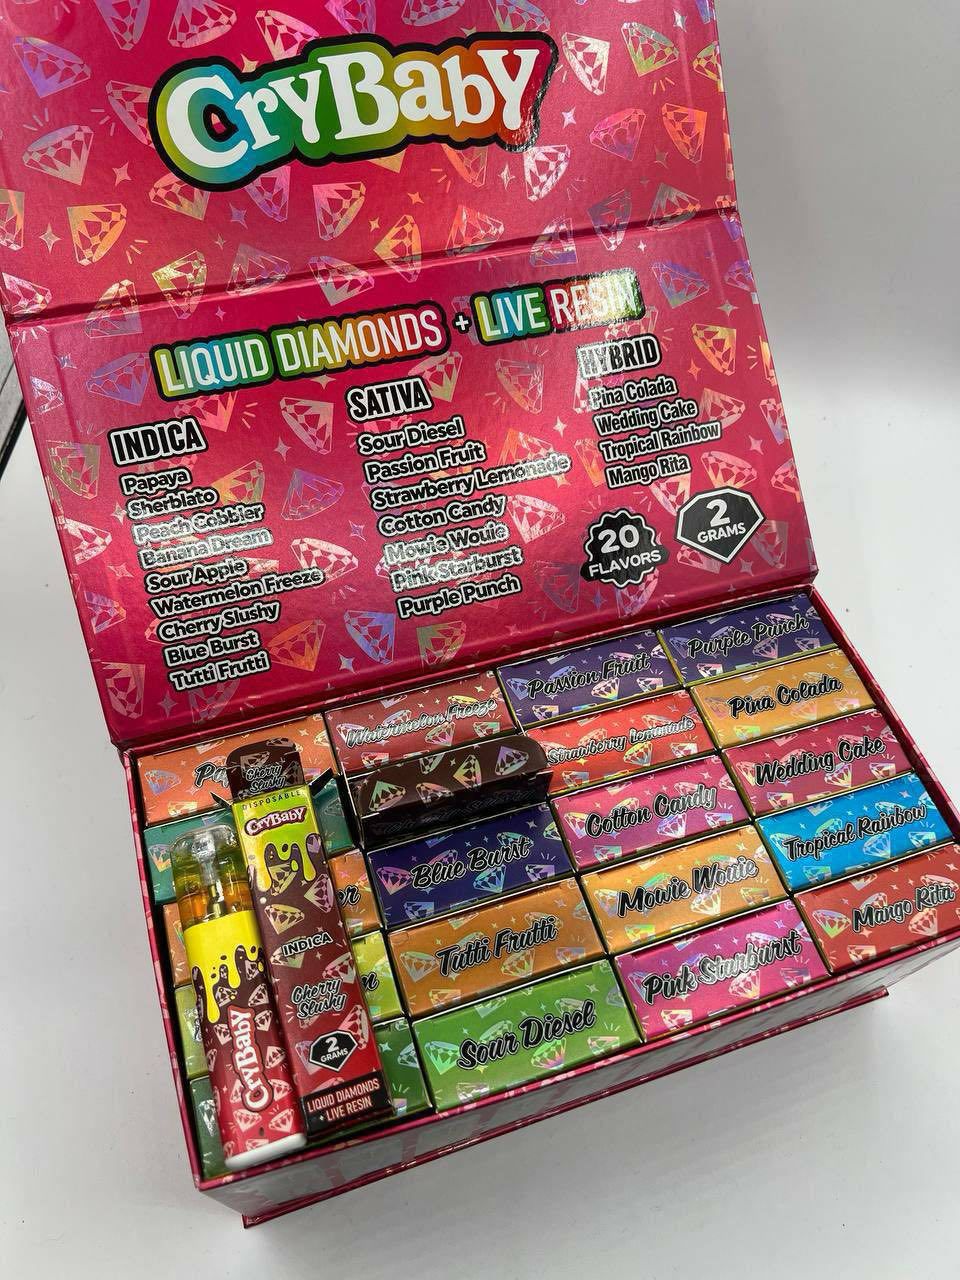 CryBaby
LIQUID DIAMONDS + LIVE RESIN
INDICA
Papaya
Sherblato
Peach Cobbler
Banana Dream
Sour Apple
Watermelon Freeze
Cherry Slushy
Blue Burst
Tutti Frutti
SATIVA
Sour Diesel
Passion Fruit
Strawberry Lemonade
Cotton Candy
Mowie Wouie
Pink Starburst
Purple Punch
HYBRID
Pina Colada
Wedding Cake
Tropical Rainbow
Mango Rita
20
FLAVORS
2
GRAMS
Watermelon Freeze
Passion Fruit
Purple Punch
Strawberry Lemonade
Pina Colada
Blue Burst
Cotton Candy
Wedding Cake
Tutti Frutti
Mowie Wouie
Tropical Rainbow
Sour Diesel
Pink Starburst
Mango Rita
Cherry
Slushy
DISPOSABLE
CryBaby
INDICA
Cherry
Slushy
2
GRAMS
LIQUID DIAMONDS
+ LIVE RESIN
CryBaby